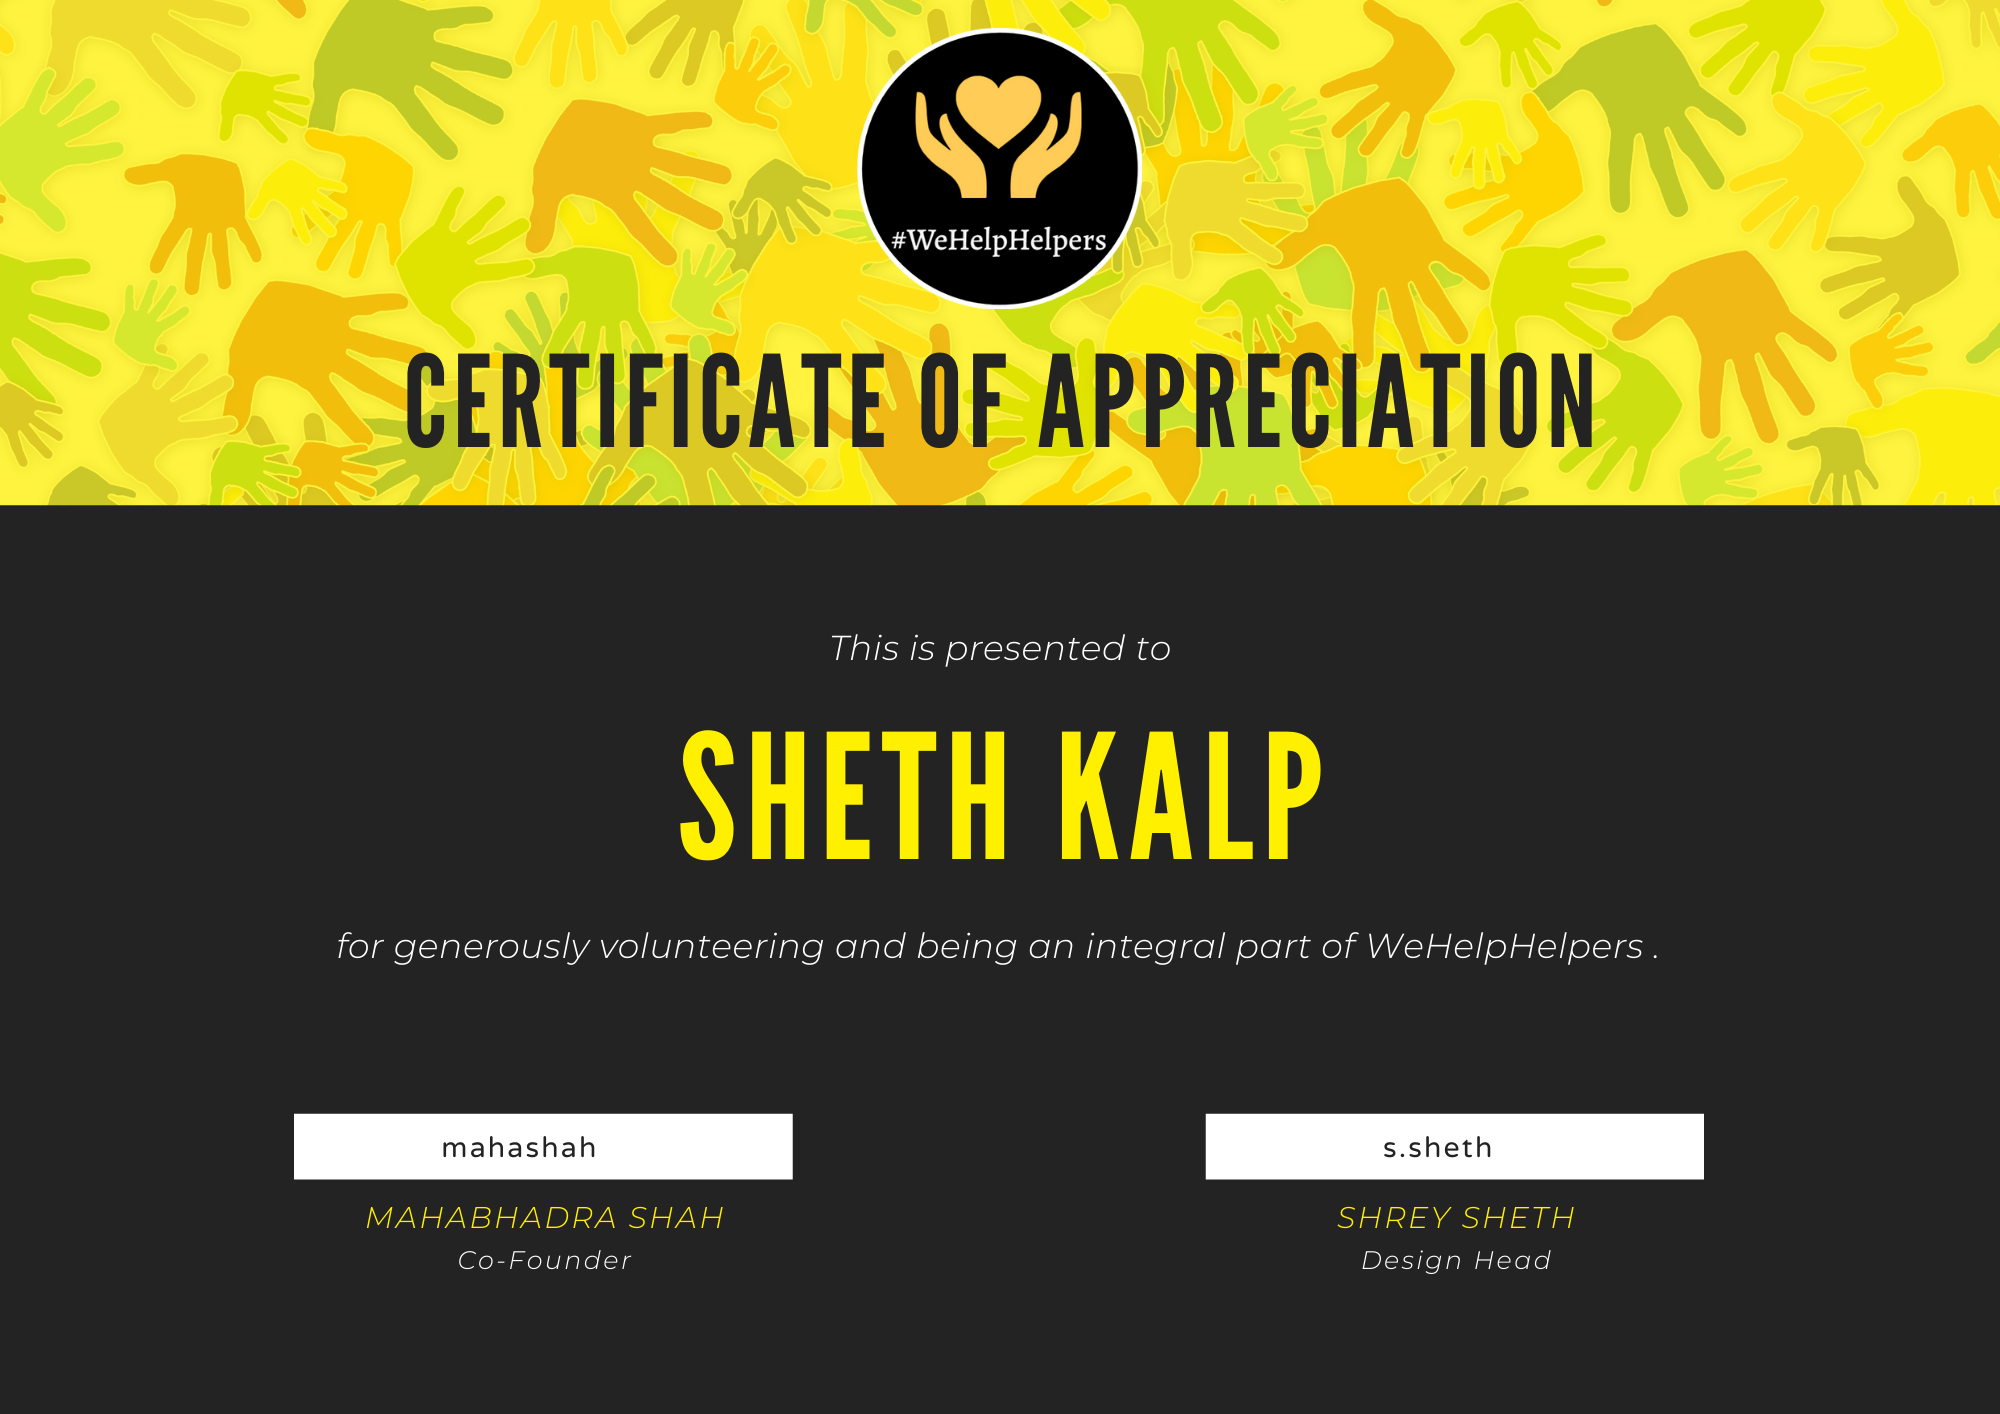 #WeHelpHelpers
CERTIFICATE OF APPRECIATION
This is presented to
SHETH KALP
for generously volunteering and being an integral part of WeHelpHelpers .
mahashah
MAHABHADRA SHAH
Co-Founder
s.sheth
SHREY SHETH
Design Head